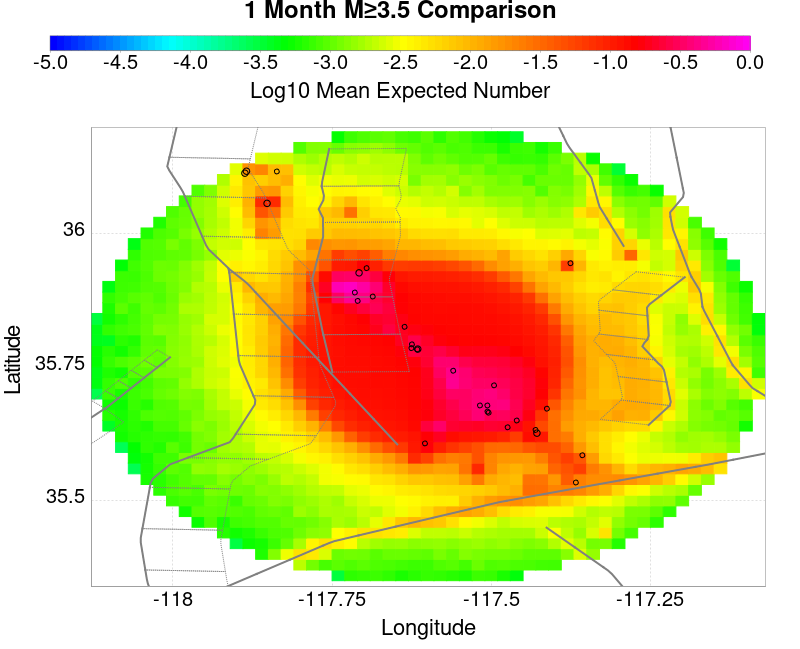 1 Month M≥3.5 Comparison
-5.0 -4.5 -4.0 -3.5 -3.0 -2.5 -2.0 -1.5 -1.0 -0.5 0.0
Log10 Mean Expected Number
36
35.75
35.5
Latitude
-118 -117.75 -117.5 -117.25
Longitude